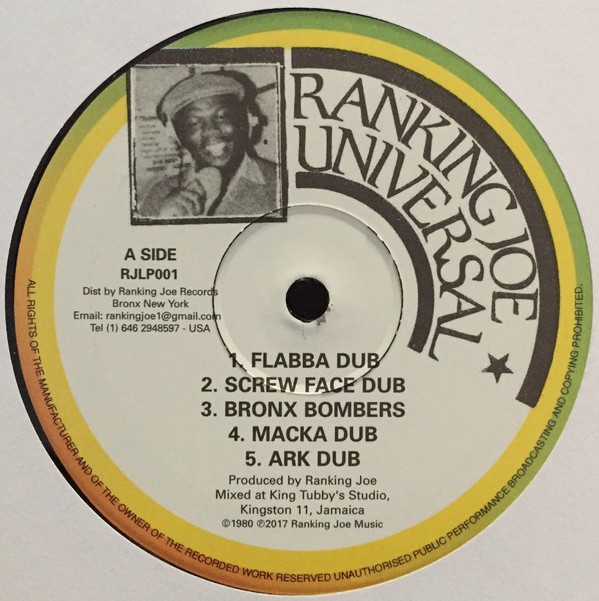 RANKING JOE
UNIVERSAL
A SIDE
RJLP001
Dist by Ranking Joe Records
Bronx New York
Email: rankingjoe1@gmail.com
Tel (1) 646 2948597 - USA
1. FLABBA DUB
2. SCREW FACE DUB
3. BRONX BOMBERS
4. MACKA DUB
5. ARK DUB
Produced by Ranking Joe
Mixed at King Tubby's Studio,
Kingston 11, Jamaica
©1980 ℗2017 Ranking Joe Music
ALL RIGHTS OF THE MANUFACTURER AND OF THE OWNER OF THE RECORDED WORK RESERVED UNAUTHORISED PUBLIC PERFORMANCE BROADCASTING AND COPYING PROHIBITED.